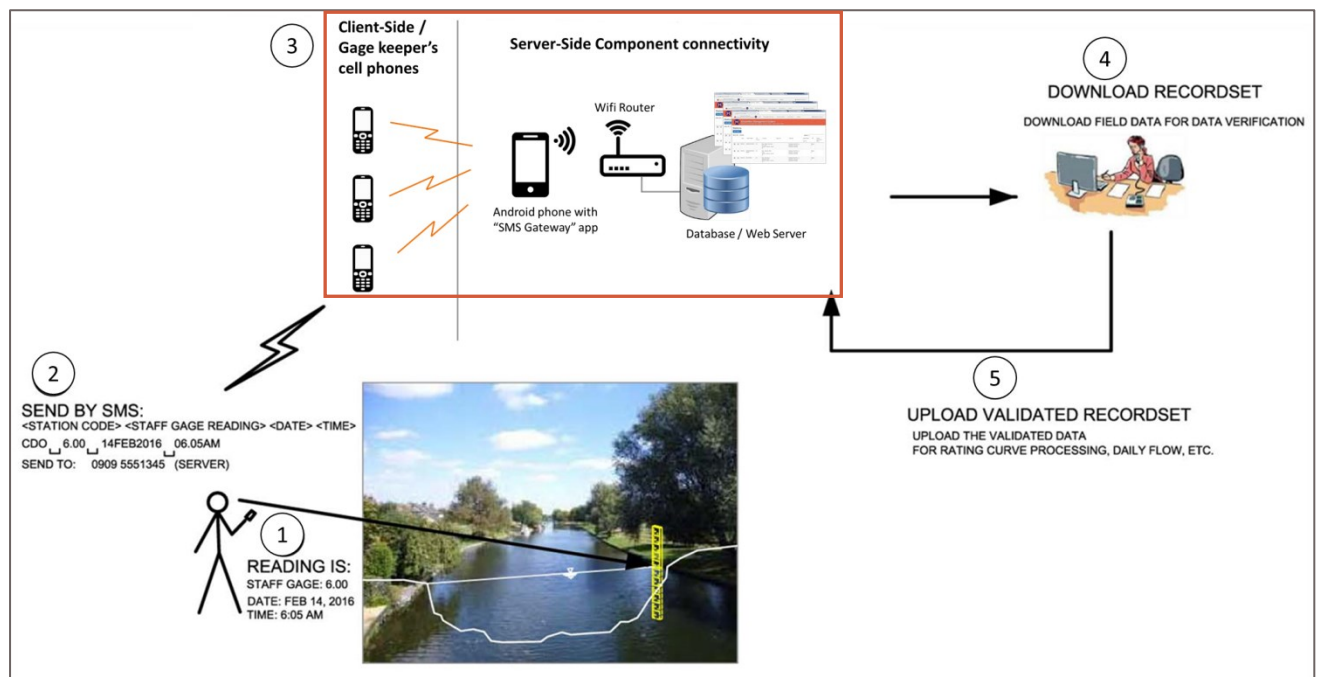 3
Client-Side /
Gage keeper's
cell phones
Server-Side Component connectivity
Wifi Router
Android phone with
"SMS Gateway" app
Database / Web Server
4
DOWNLOAD RECORDSET
DOWNLOAD FIELD DATA FOR DATA VERIFICATION
2
SEND BY SMS:
<STATION CODE> <STAFF GAGE READING> <DATE> <TIME>
CDO␣6.00␣14FEB2016␣06.05AM
SEND TO: 0909 5551345 (SERVER)
1
READING IS:
STAFF GAGE: 6.00
DATE: FEB 14, 2016
TIME: 6:05 AM
5
UPLOAD VALIDATED RECORDSET
UPLOAD THE VALIDATED DATA
FOR RATING CURVE PROCESSING, DAILY FLOW, ETC.